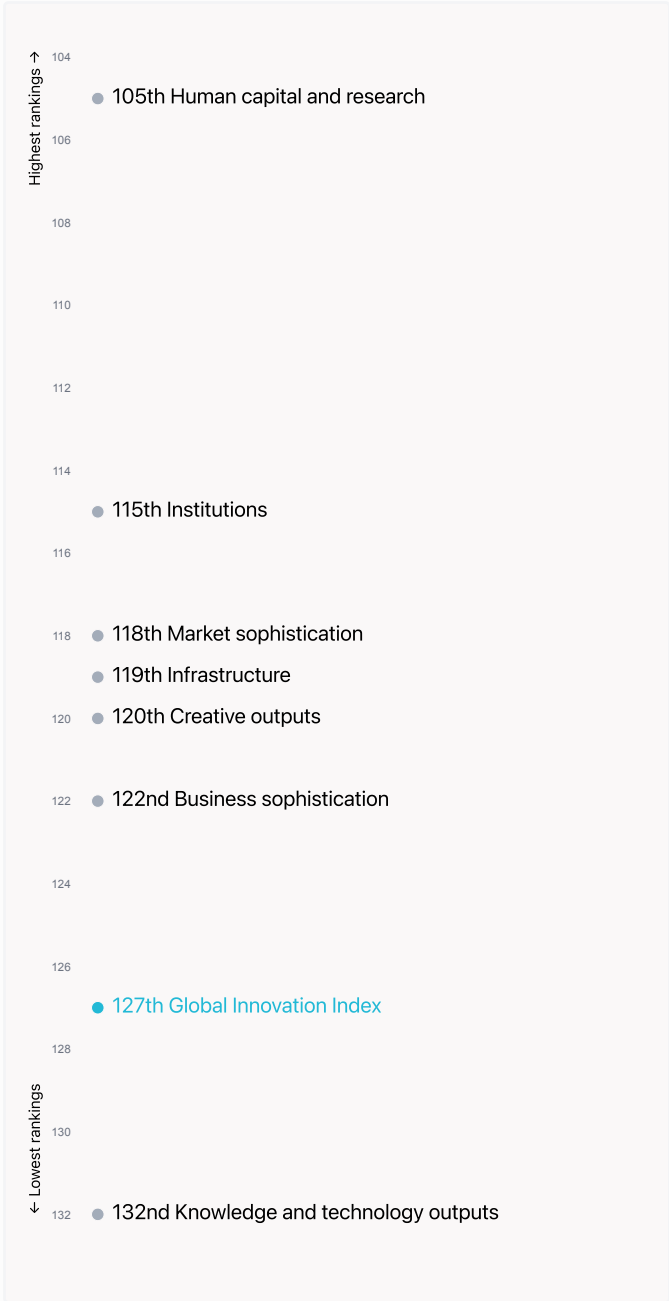 Highest rankings →
104
105th Human capital and research
106
108
110
112
114
115th Institutions
116
118
118th Market sophistication
119th Infrastructure
120
120th Creative outputs
122
122nd Business sophistication
124
126
127th Global Innovation Index
128
← Lowest rankings
130
132
132nd Knowledge and technology outputs